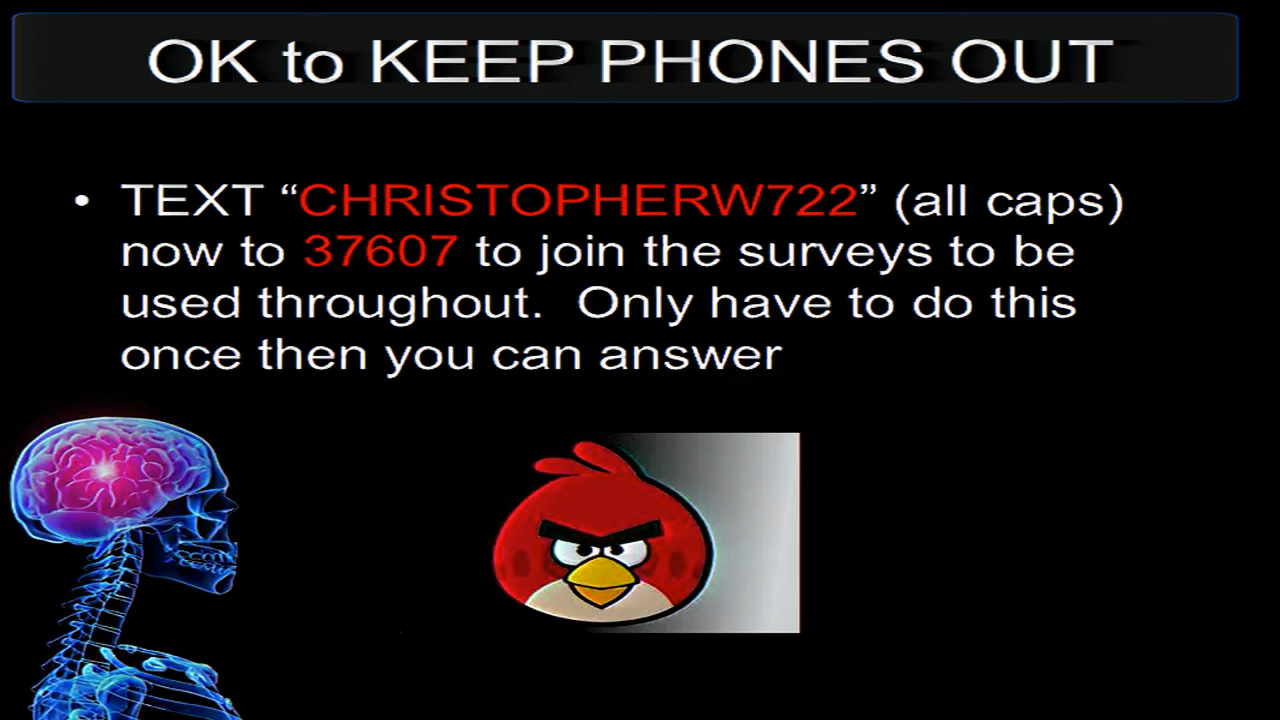 OK to KEEP PHONES OUT
• TEXT “CHRISTOPHERW722” (all caps)
now to 37607 to join the surveys to be
used throughout.  Only have to do this
once then you can answer